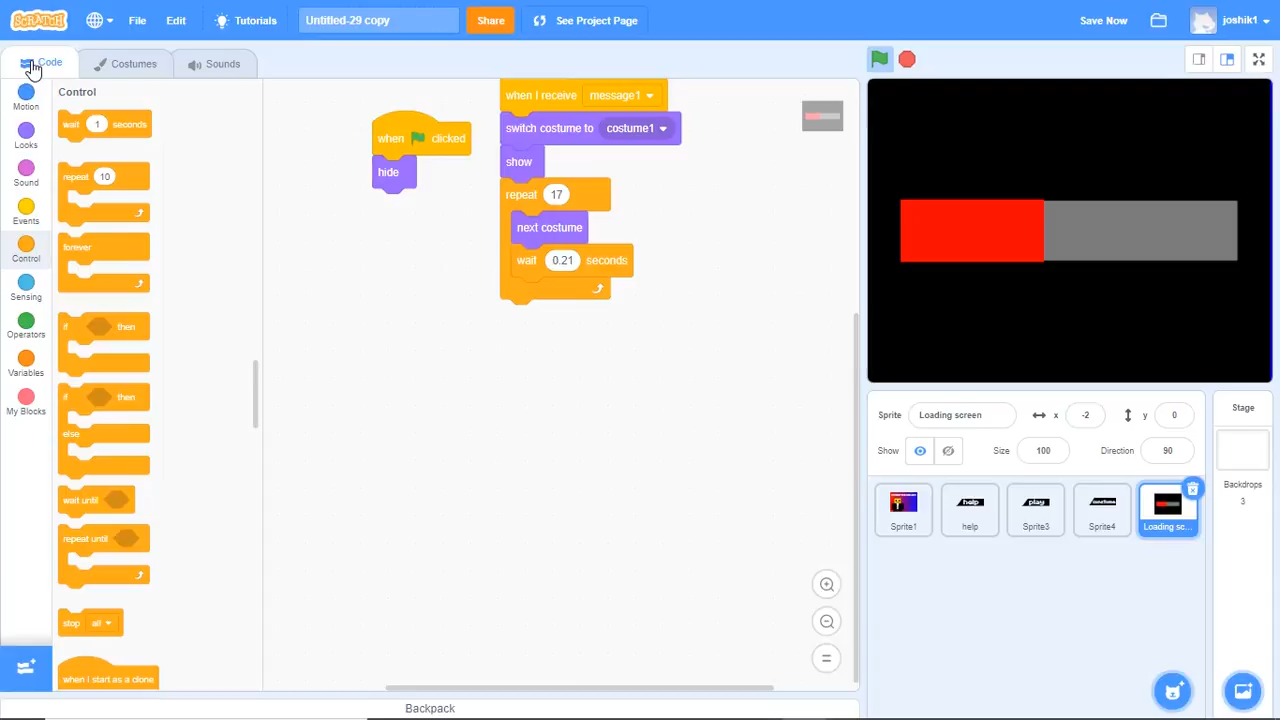 SCRATCH File Edit Tutorials Untitled-29 copy Share See Project Page Save Now joshik1
Code Costumes Sounds
Motion
Looks
Sound
Events
Control
Sensing
Operators
Variables
My Blocks
Control
wait 1 seconds
repeat 10
forever
if then
if then
else
wait until
repeat until
stop all
when I start as a clone
when clicked
hide
when I receive message1
switch costume to costume1
show
repeat 17
next costume
wait 0.21 seconds
Sprite Loading screen x -2 y 0
Show Size 100 Direction 90
help play
Sprite1 help Sprite3 Sprite4 Loading sc...
Stage
Backdrops
3
Backpack